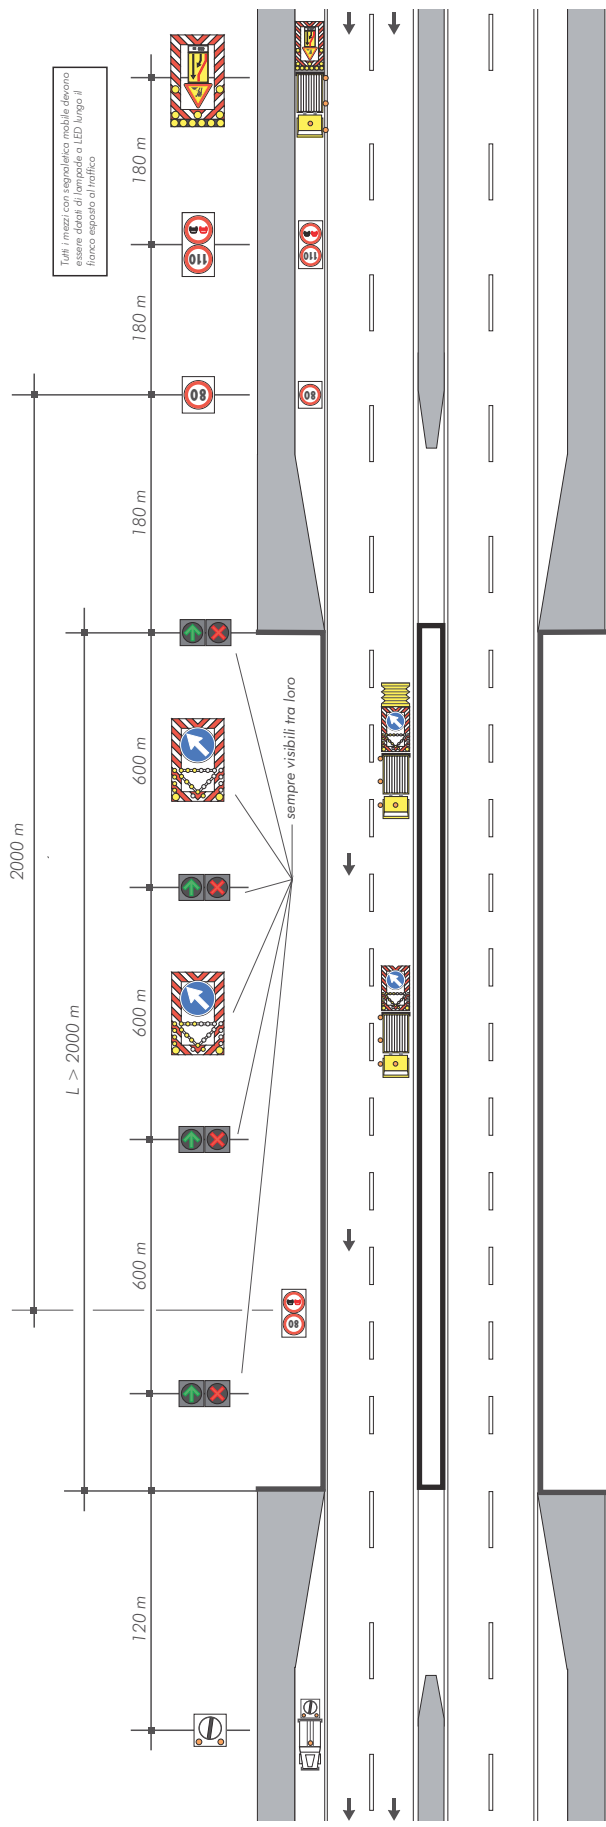 Tutti i mezzi con segnaletica mobile devono
essere dotati di lampade a LED lungo il
fianco esposto al traffico
180 m
110
110
180 m
80
80
180 m
sempre visibili tra loro
600 m
2000 m
600 m
L > 2000 m
600 m
80
120 m